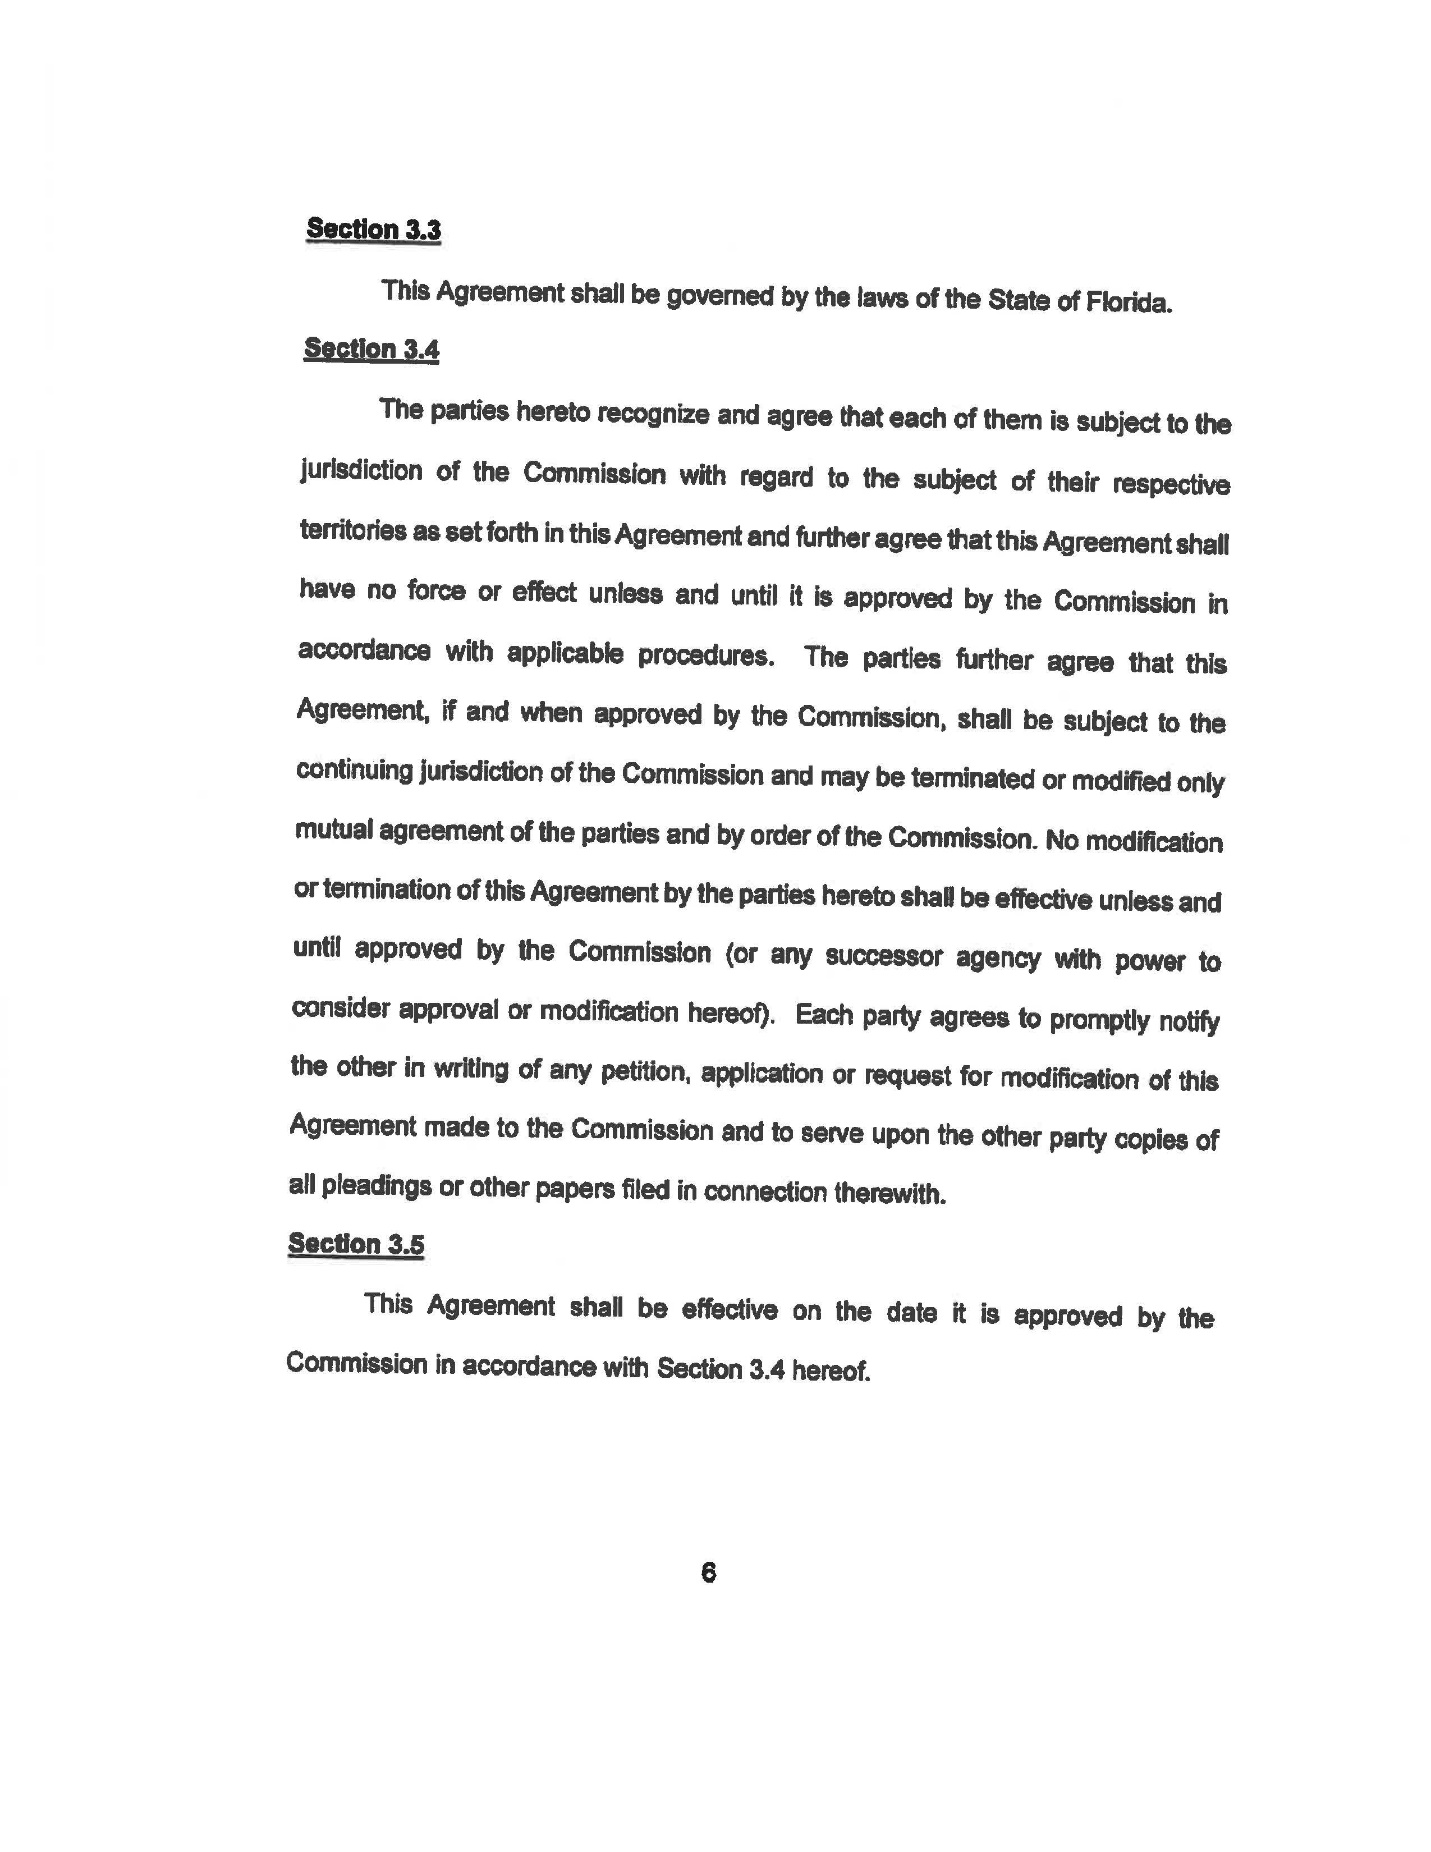 Section 3.3
This Agreement shall be governed by the laws of the State of Florida.
Section 3.4
The parties hereto recognize and agree that each of them is subject to the
jurisdiction of the Commission with regard to the subject of their respective
territories as set forth in this Agreement and further agree that this Agreement shall
have no force or effect unless and until it is approved by the Commission in
accordance with applicable procedures. The parties further agree that this
Agreement, if and when approved by the Commission, shall be subject to the
continuing jurisdiction of the Commission and may be terminated or modified only
mutual agreement of the parties and by order of the Commission. No modification
or termination of this Agreement by the parties hereto shall be effective unless and
until approved by the Commission (or any successor agency with power to
consider approval or modification hereof). Each party agrees to promptly notify
the other in writing of any petition, application or request for modification of this
Agreement made to the Commission and to serve upon the other party copies of
all pleadings or other papers filed in connection therewith.
Section 3.5
This Agreement shall be effective on the date it is approved by the
Commission in accordance with Section 3.4 hereof.
6